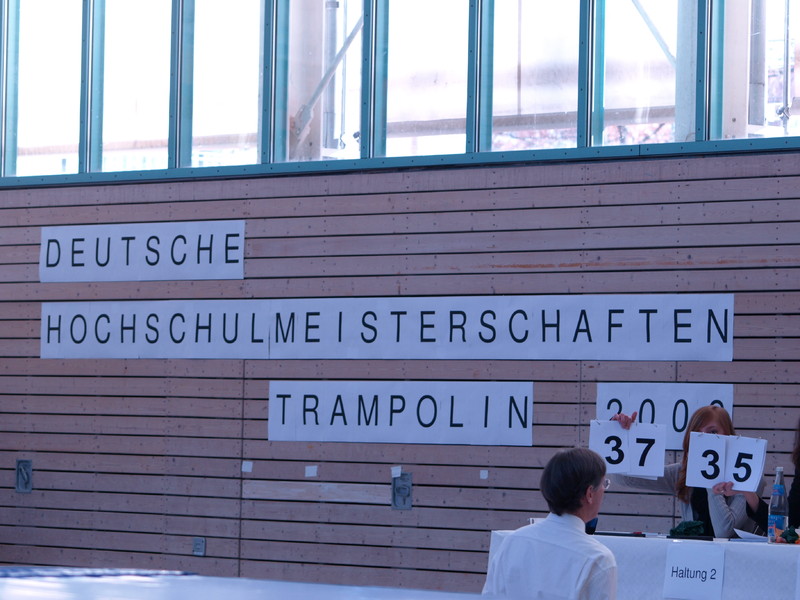 DEUTSCHE
HOCHSCHULMEISTERSCHAFTEN
TRAMPOLIN
37 35
Haltung 2